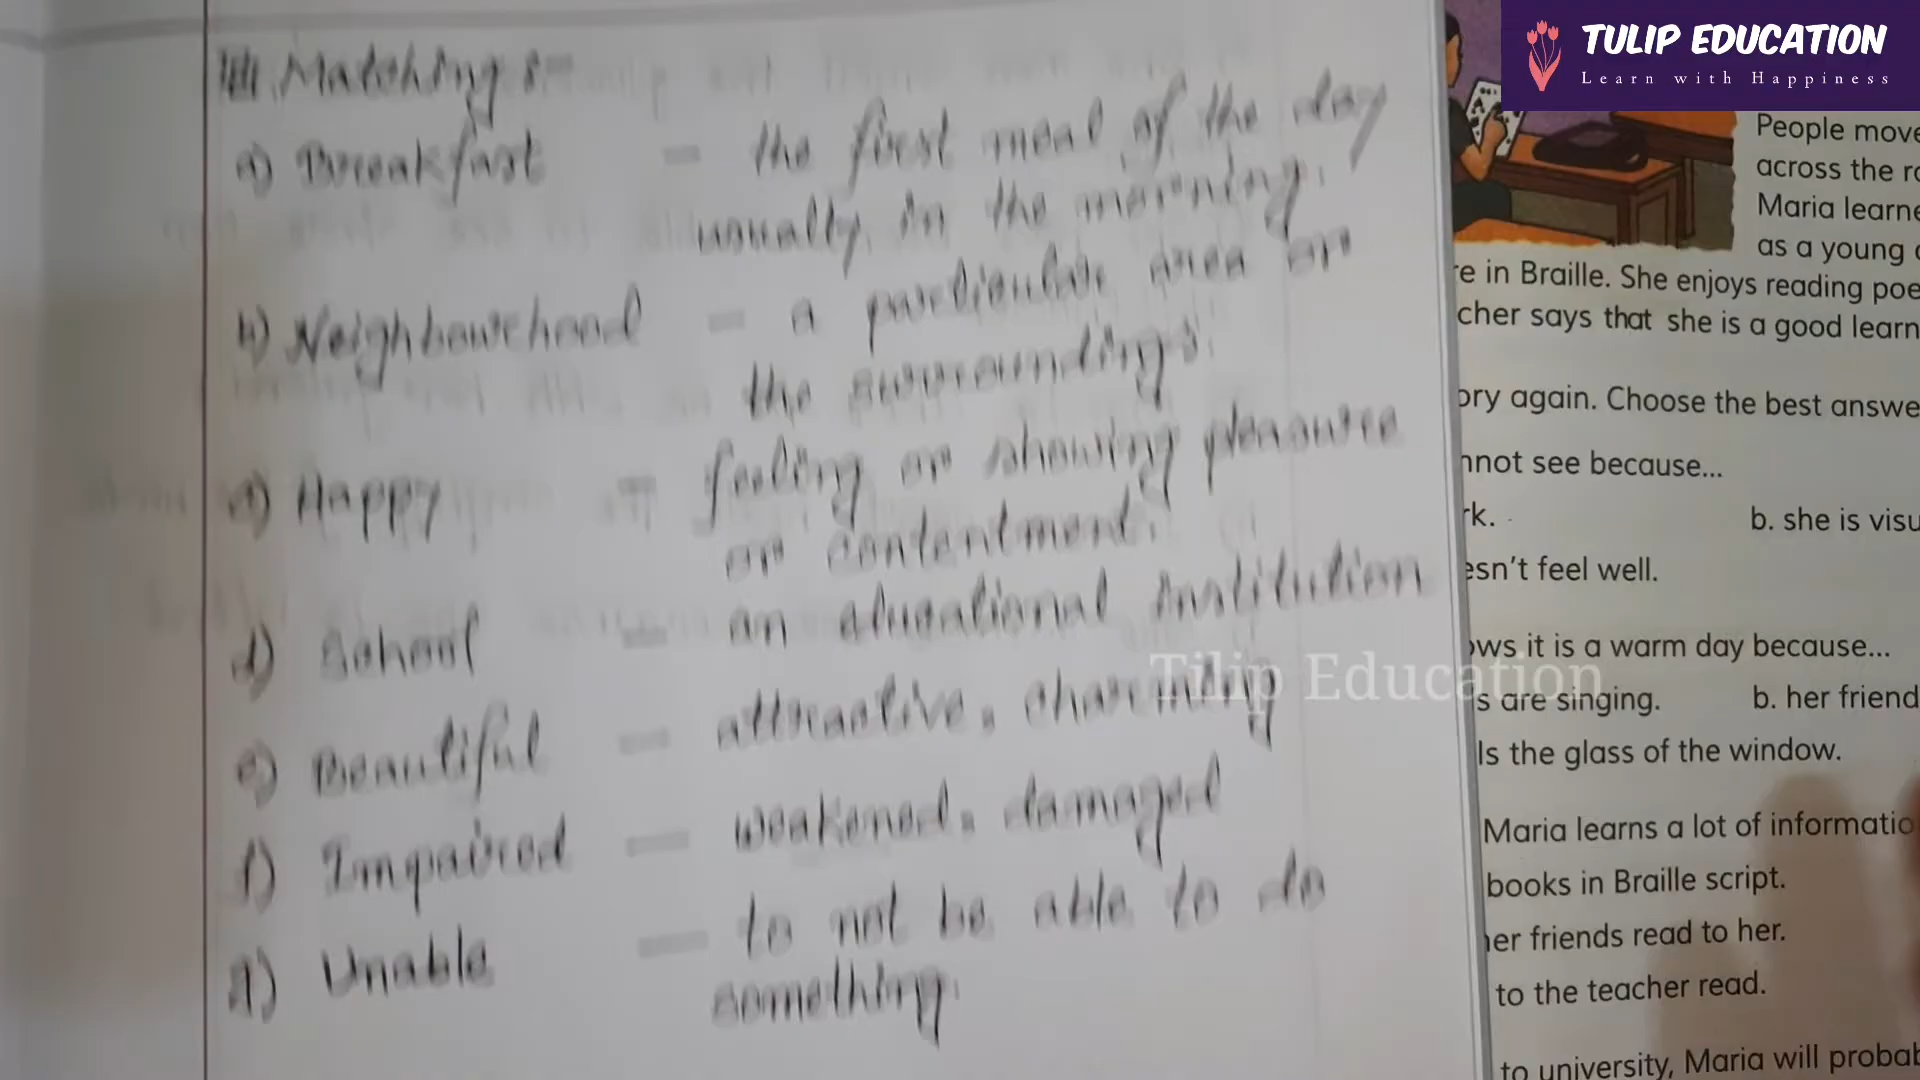 Matching :-
a) Breakfast - the first meal of the day
usually in the morning.
b) Neighbourhood - a particular area or
the surroundings.
c) Happy - feeling or showing pleasure
or contentment.
d) School - an educational institution
e) Beautiful - attractive, charming
f) Impaired - weakened, damaged
g) Unable - to not be able to do
something.
TULIP EDUCATION
Learn with Happiness
People move
across the ro
Maria learne
as a young
re in Braille. She enjoys reading poe
cher says that she is a good learn
ory again. Choose the best answe
nnot see because...
rk. b. she is visu
esn't feel well.
ows it is a warm day because...
s are singing. b. her friend
ls the glass of the window.
Maria learns a lot of informatio
books in Braille script.
her friends read to her.
to the teacher read.
to university, Maria will probab
Tilip Education